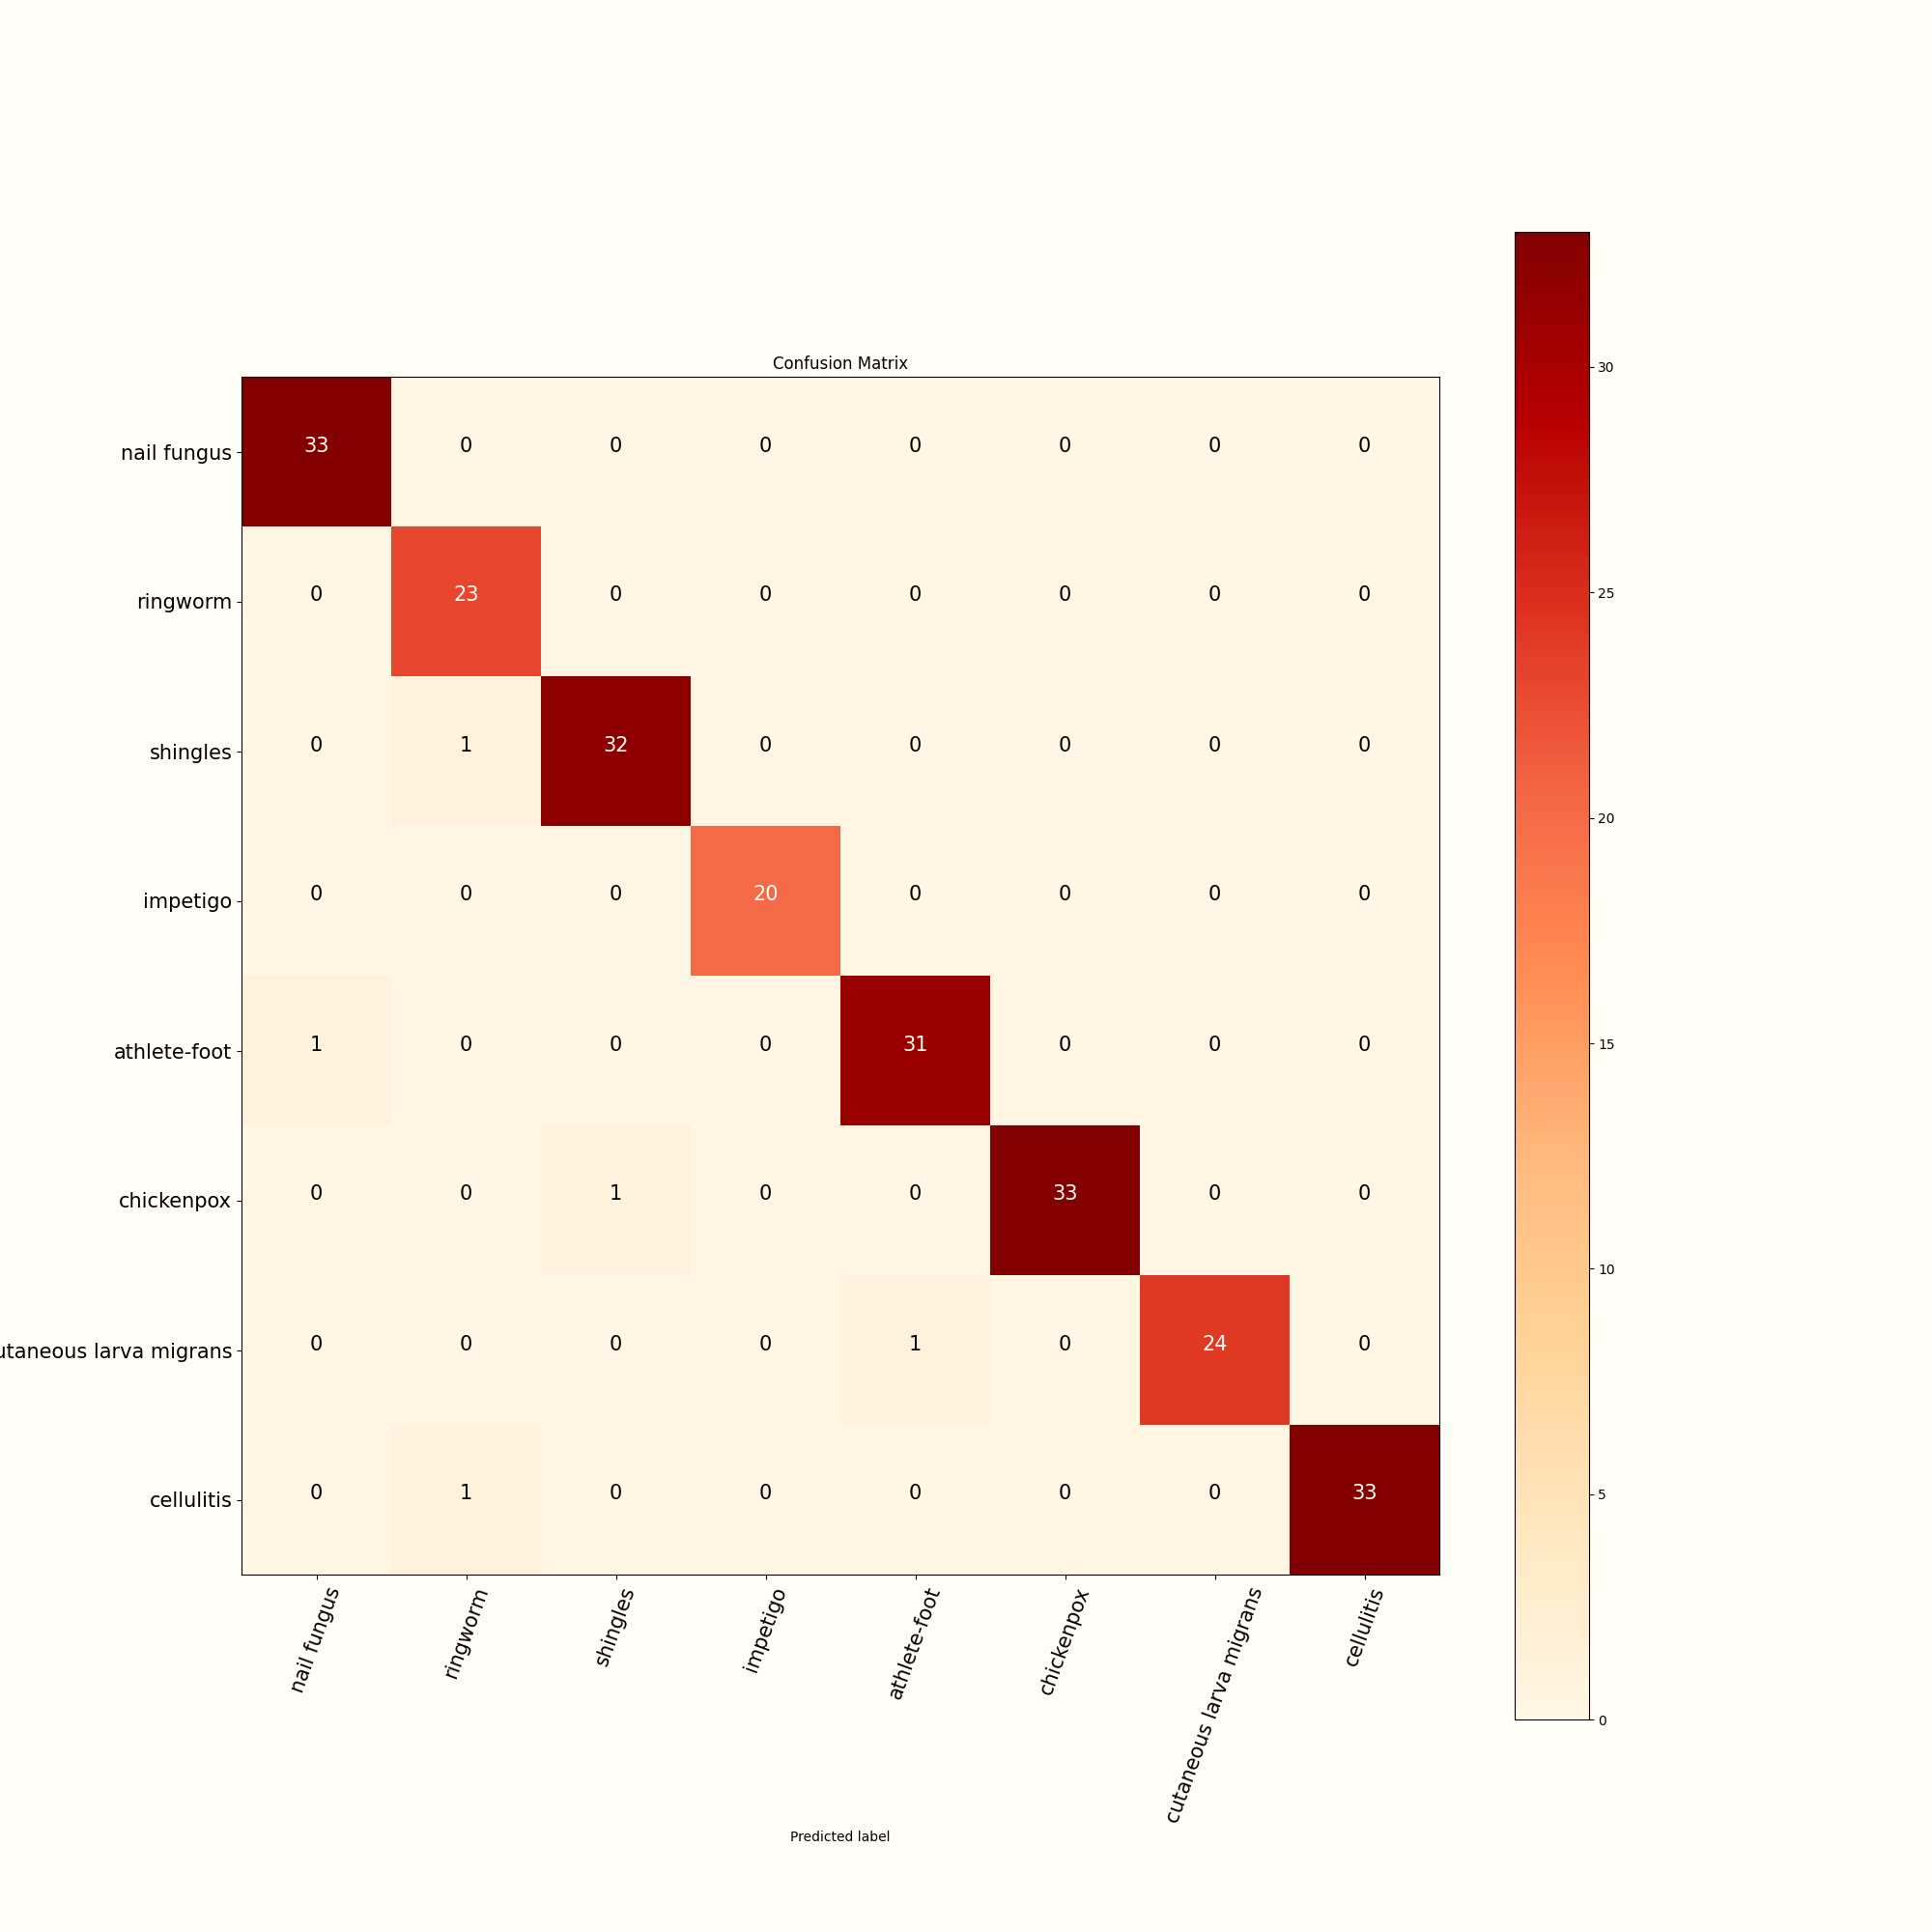 Confusion Matrix
nail fungus 33 0 0 0 0 0 0 0
ringworm 0 23 0 0 0 0 0 0
shingles 0 1 32 0 0 0 0 0
impetigo 0 0 0 20 0 0 0 0
athlete-foot 1 0 0 0 31 0 0 0
chickenpox 0 0 1 0 0 33 0 0
utaneous larva migrans 0 0 0 0 1 0 24 0
cellulitis 0 1 0 0 0 0 0 33
nail fungus ringworm shingles impetigo athlete-foot chickenpox cutaneous larva migrans cellulitis
Predicted label
30
25
20
15
10
5
0